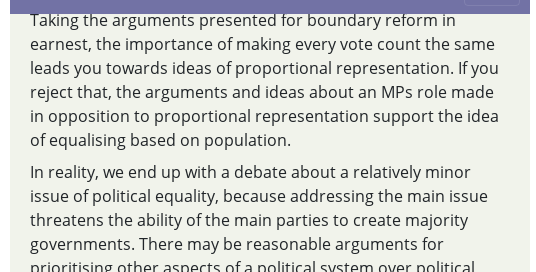 Taking the arguments presented for boundary reform in
earnest, the importance of making every vote count the same
leads you towards ideas of proportional representation. If you
reject that, the arguments and ideas about an MPs role made
in opposition to proportional representation support the idea
of equalising based on population.
In reality, we end up with a debate about a relatively minor
issue of political equality, because addressing the main issue
threatens the ability of the main parties to create majority
governments. There may be reasonable arguments for
prioritising other aspects of a political system over political